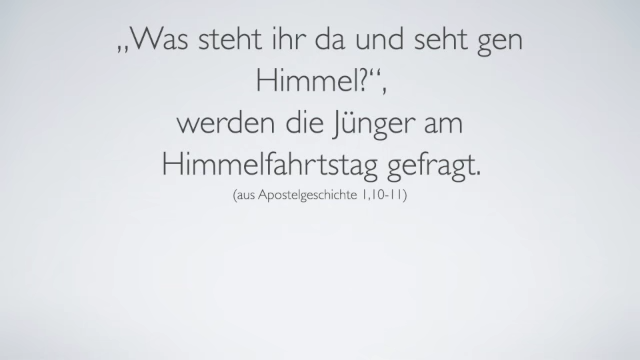 „Was steht ihr da und seht gen
Himmel?“,
werden die Jünger am
Himmelfahrtstag gefragt.
(aus Apostelgeschichte 1,10-11)